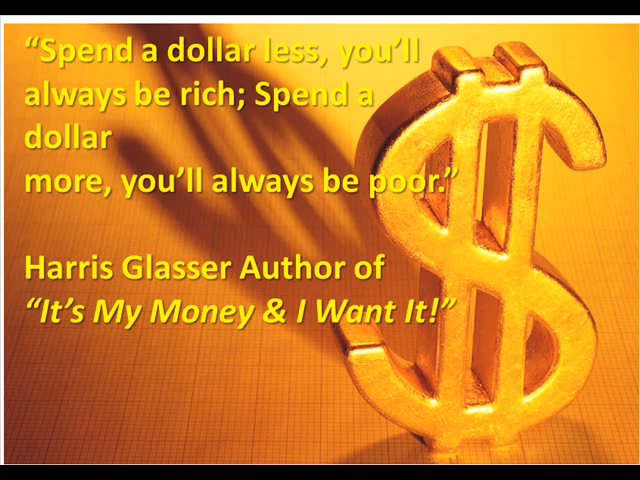 “Spend a dollar less, you’ll
always be rich; Spend a
dollar
more, you’ll always be poor.”
Harris Glasser Author of
“It’s My Money & I Want It!”